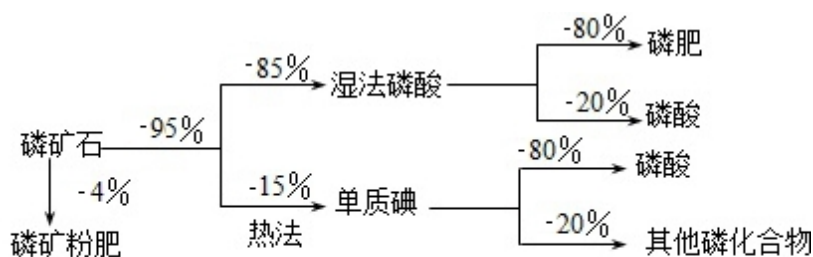 -80%
磷肥
-85%
湿法磷酸
-20%
磷酸
磷矿石
-95%
-80%
磷酸
-4%
-15%
单质碘
热法
-20%
磷矿粉肥
其他磷化合物